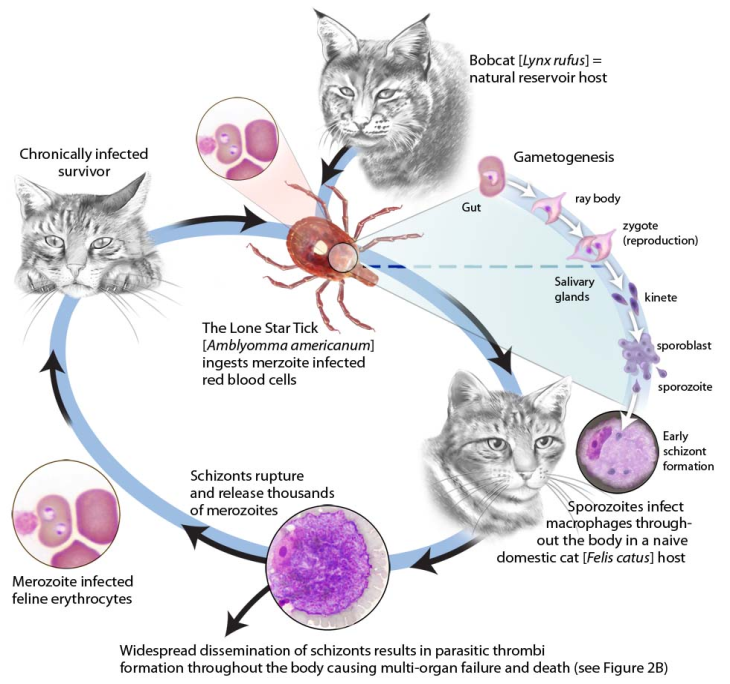 Bobcat [Lynx rufus] =
natural reservoir host
Chronically infected
survivor
Gametogenesis
Gut
ray body
zygote
(reproduction)
Salivary
glands
kinete
sporoblast
sporozoite
The Lone Star Tick
[Amblyomma americanum]
ingests merzoite infected
red blood cells
Early
schizont
formation
Schizonts rupture
and release thousands
of merozoites
Sporozoites infect
macrophages through-
out the body in a naive
domestic cat [Felis catus] host
Merozoite infected
feline erythrocytes
Widespread dissemination of schizonts results in parasitic thrombi
formation throughout the body causing multi-organ failure and death (see Figure 2B)